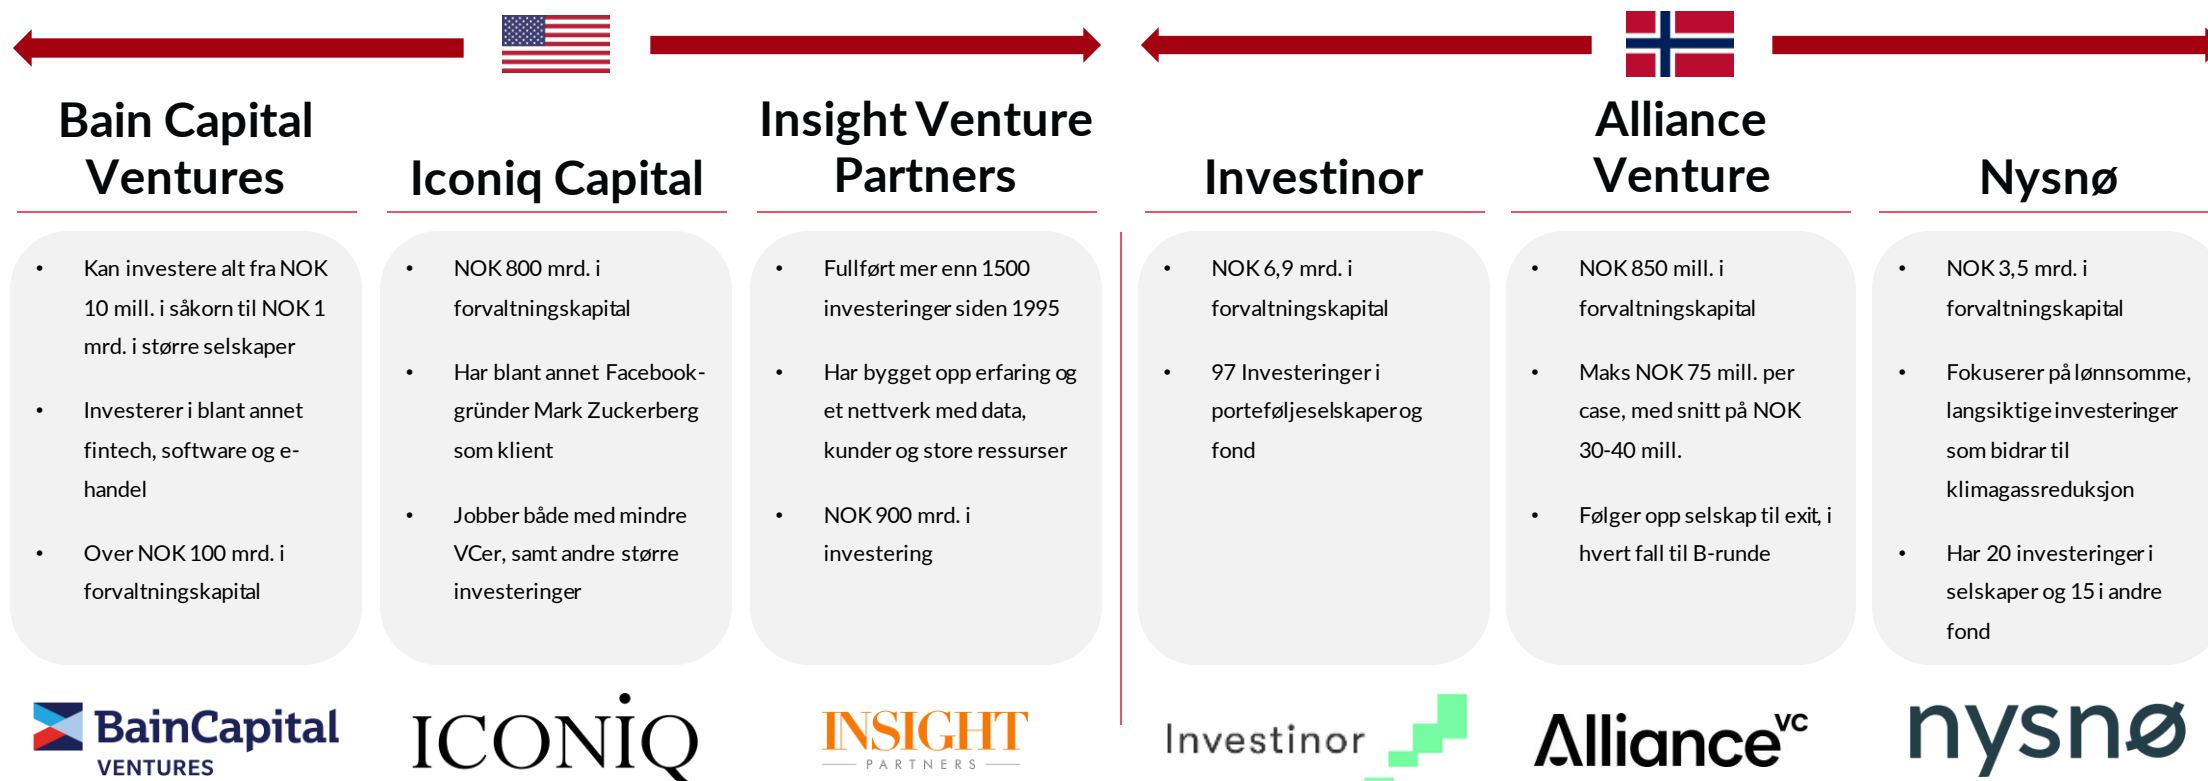 Bain Capital
Ventures
Kan investere alt fra NOK
10 mill. i såkorn til NOK 1
mrd. i større selskaper
Investerer i blant annet
fintech, software og e-
handel
Over NOK 100 mrd. i
forvaltningskapital
BainCapital
VENTURES
Iconiq Capital
NOK 800 mrd. i
forvaltningskapital
Har blant annet Facebook-
gründer Mark Zuckerberg
som klient
Jobber både med mindre
VCer, samt andre større
investeringer
ICONIQ
Insight Venture
Partners
Fullført mer enn 1500
investeringer siden 1995
Har bygget opp erfaring og
et nettverk med data,
kunder og store ressurser
NOK 900 mrd. i
investering
INSIGHT
PARTNERS
Investinor
NOK 6,9 mrd. i
forvaltningskapital
97 Investeringer i
porteføljeselskaper og
fond
Investinor
Alliance
Venture
NOK 850 mill. i
forvaltningskapital
Maks NOK 75 mill. per
case, med snitt på NOK
30-40 mill.
Følger opp selskap til exit, i
hvert fall til B-runde
Alliance VC
Nysnø
NOK 3,5 mrd. i
forvaltningskapital
Fokuserer på lønnsomme,
langsiktige investeringer
som bidrar til
klimagassreduksjon
Har 20 investeringer i
selskaper og 15 i andre
fond
nysnø